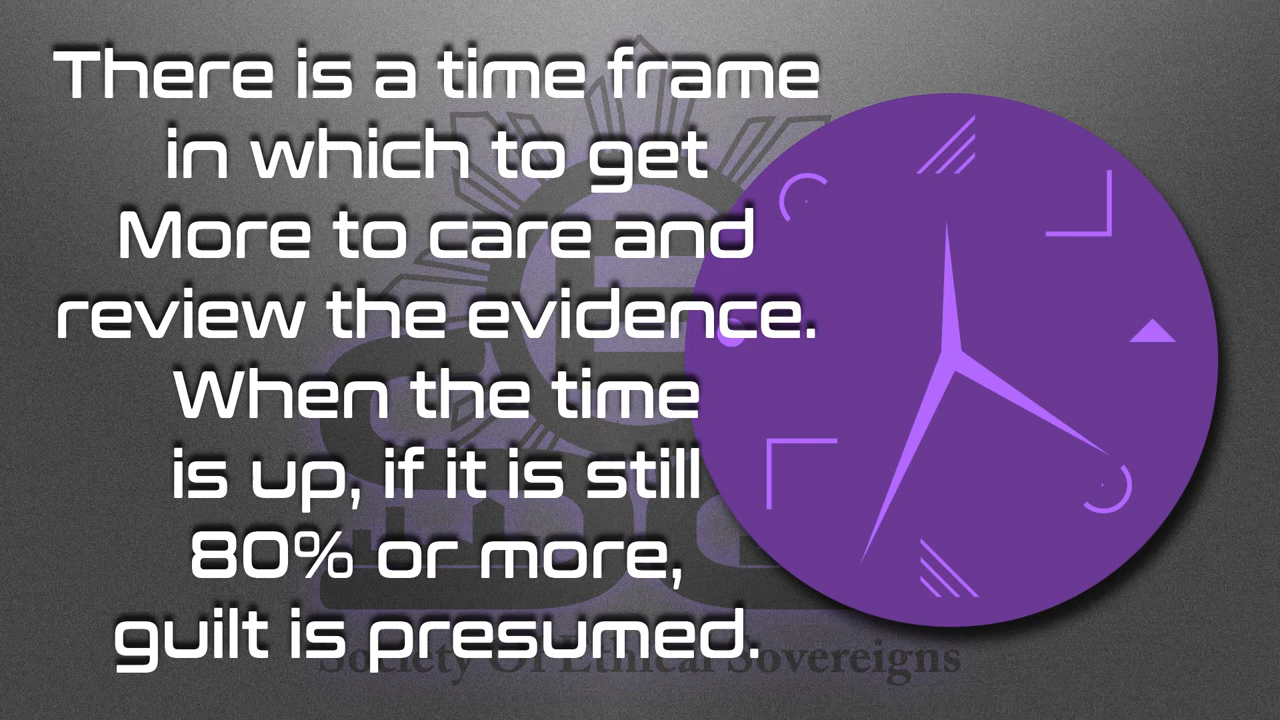 There is a time frame
in which to get
More to care and
review the evidence.
When the time
is up, if it is still
80% or more,
guilt is presumed.
Society Of Ethical Sovereigns